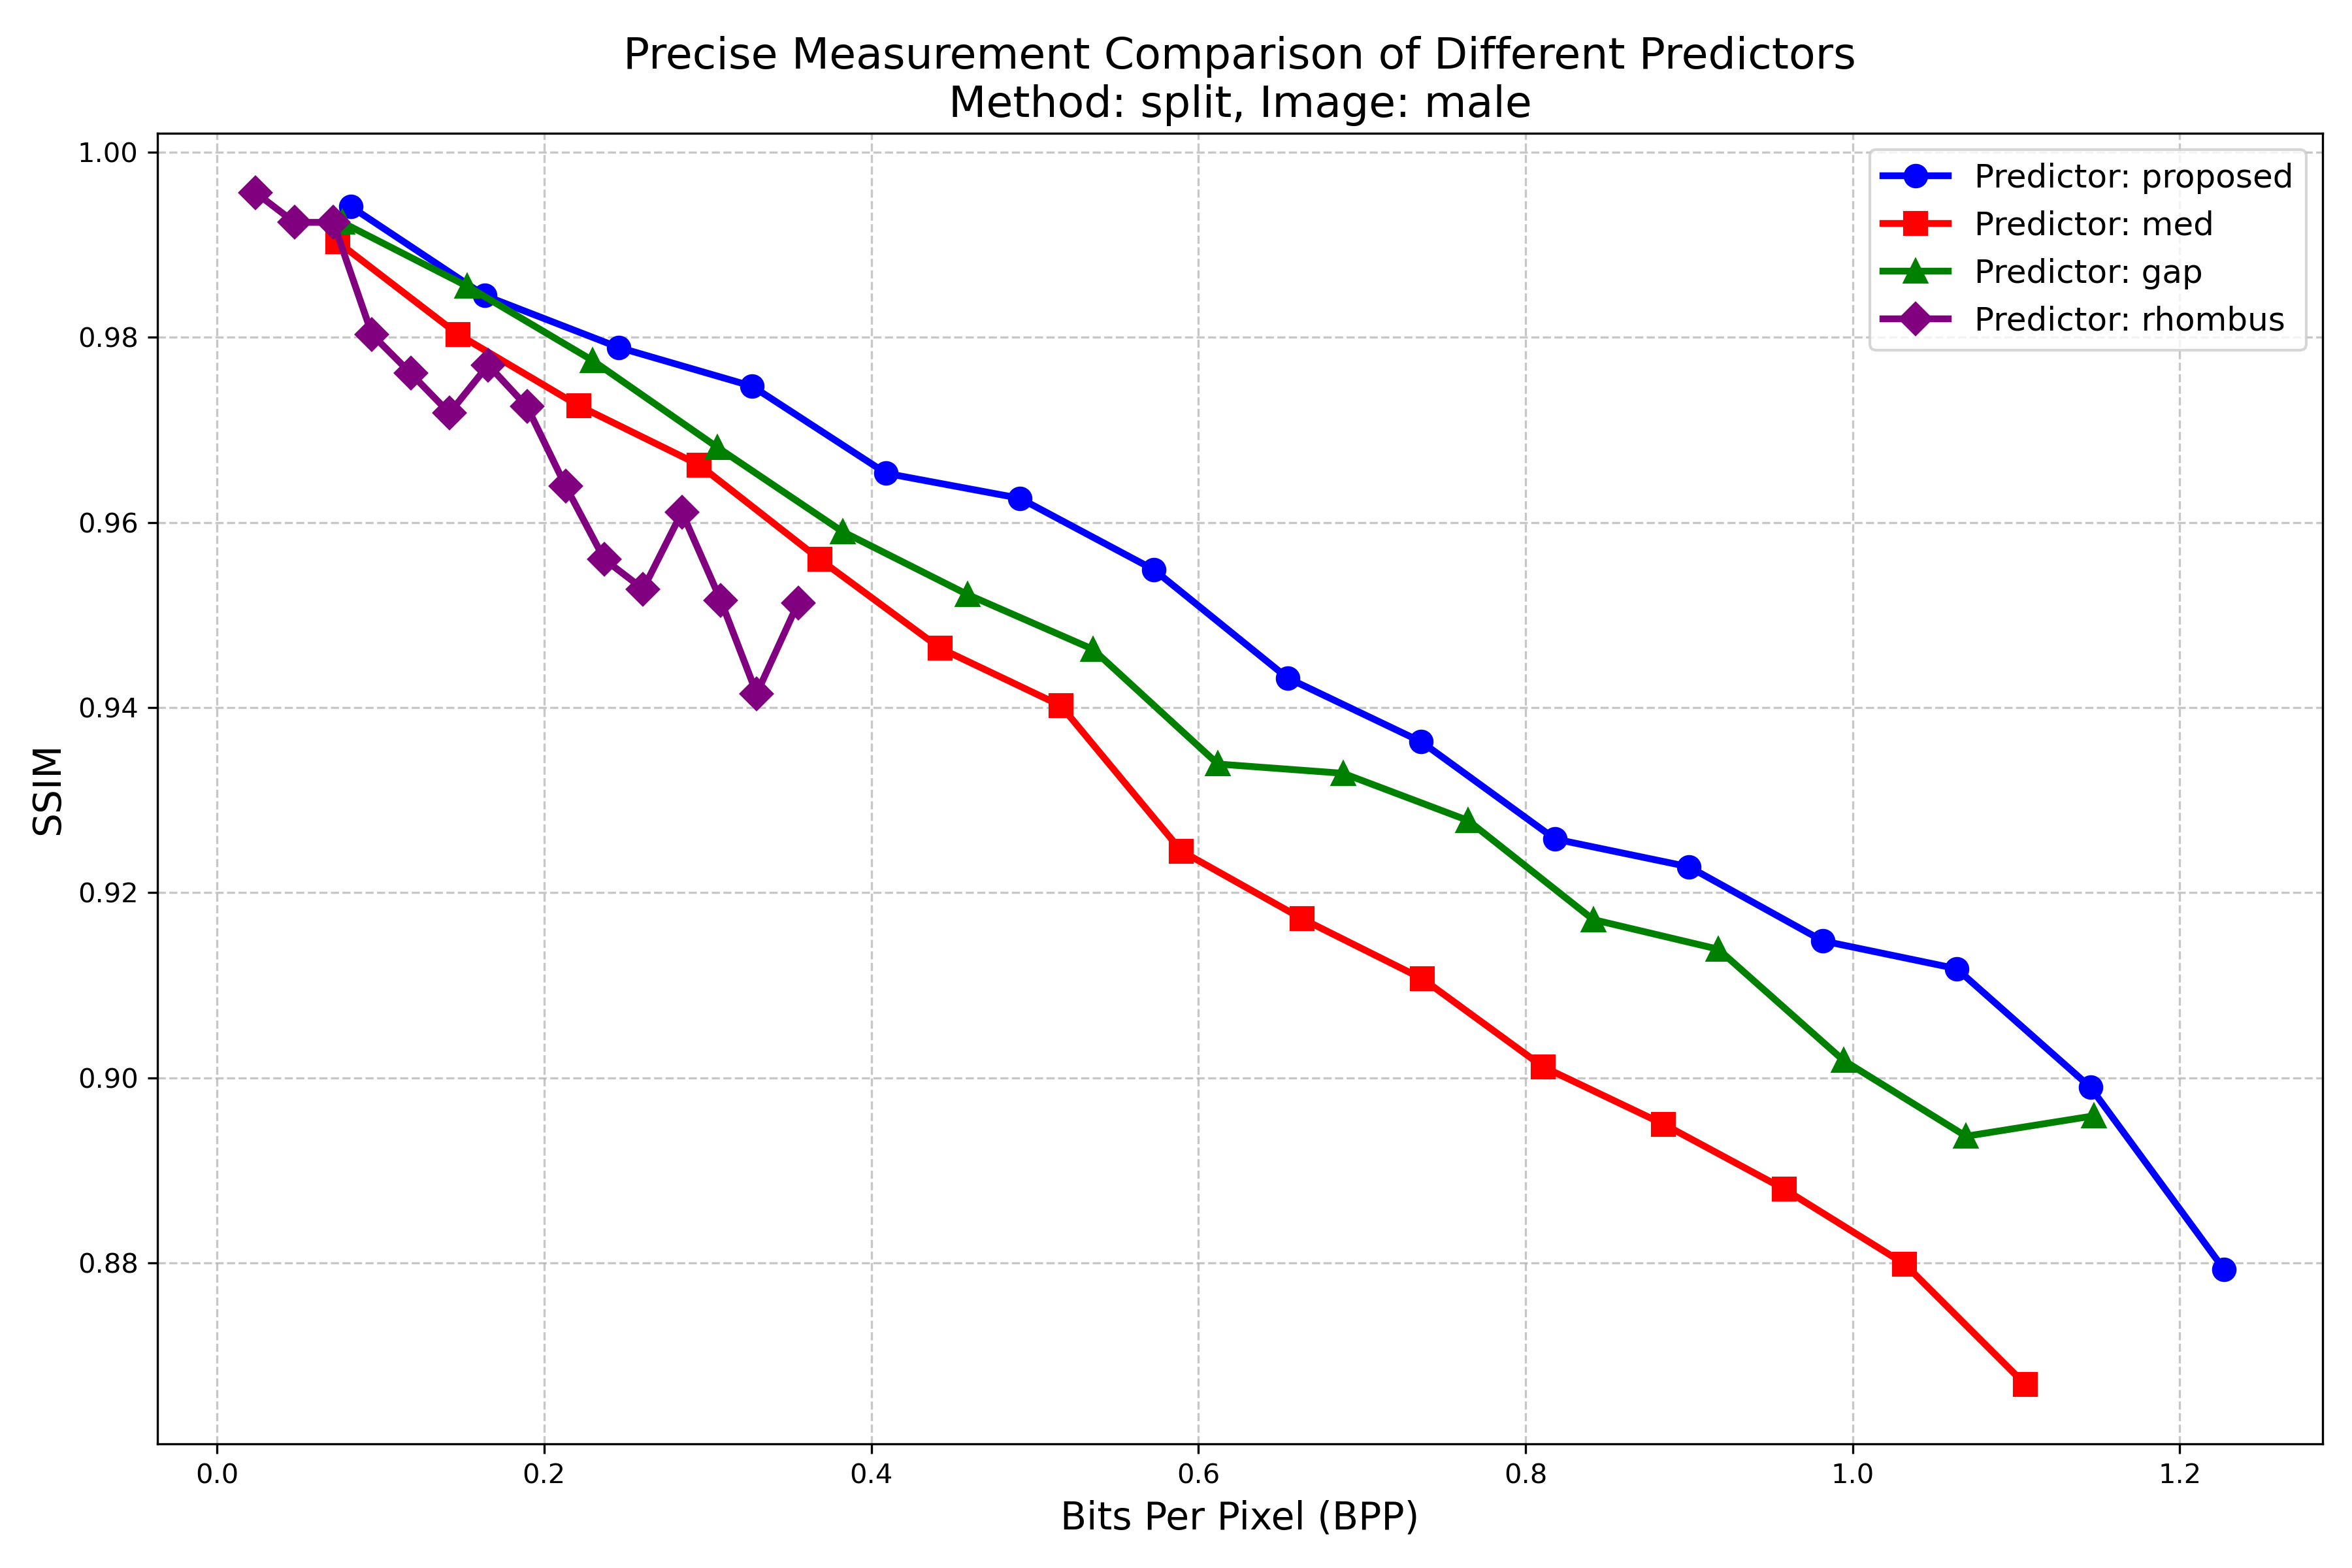 Precise Measurement Comparison of Different Predictors
Method: split, Image: male
1.00
0.98
0.96
0.94
0.92
0.90
0.88
SSIM
0.0
0.2
0.4
0.6
0.8
1.0
1.2
Bits Per Pixel (BPP)
Predictor: proposed
Predictor: med
Predictor: gap
Predictor: rhombus